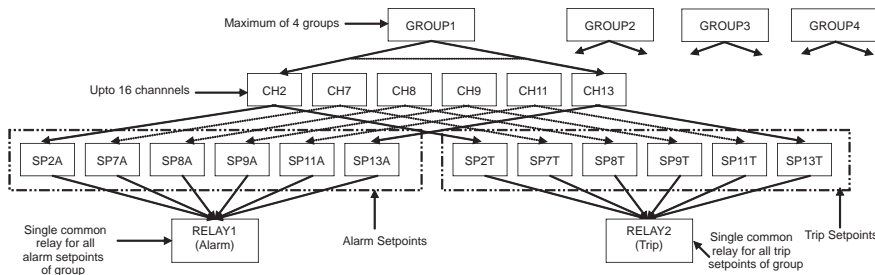 Maximum of 4 groups
GROUP1
GROUP2
GROUP3
GROUP4
Upto 16 channnels
CH2
CH7
CH8
CH9
CH11
CH13
SP2A
SP7A
SP8A
SP9A
SP11A
SP13A
SP2T
SP7T
SP8T
SP9T
SP11T
SP13T
Single common
relay for all
alarm setpoints
of group
RELAY1
(Alarm)
Alarm Setpoints
RELAY2
(Trip)
Single common
relay for all trip
setpoints of group
Trip Setpoints